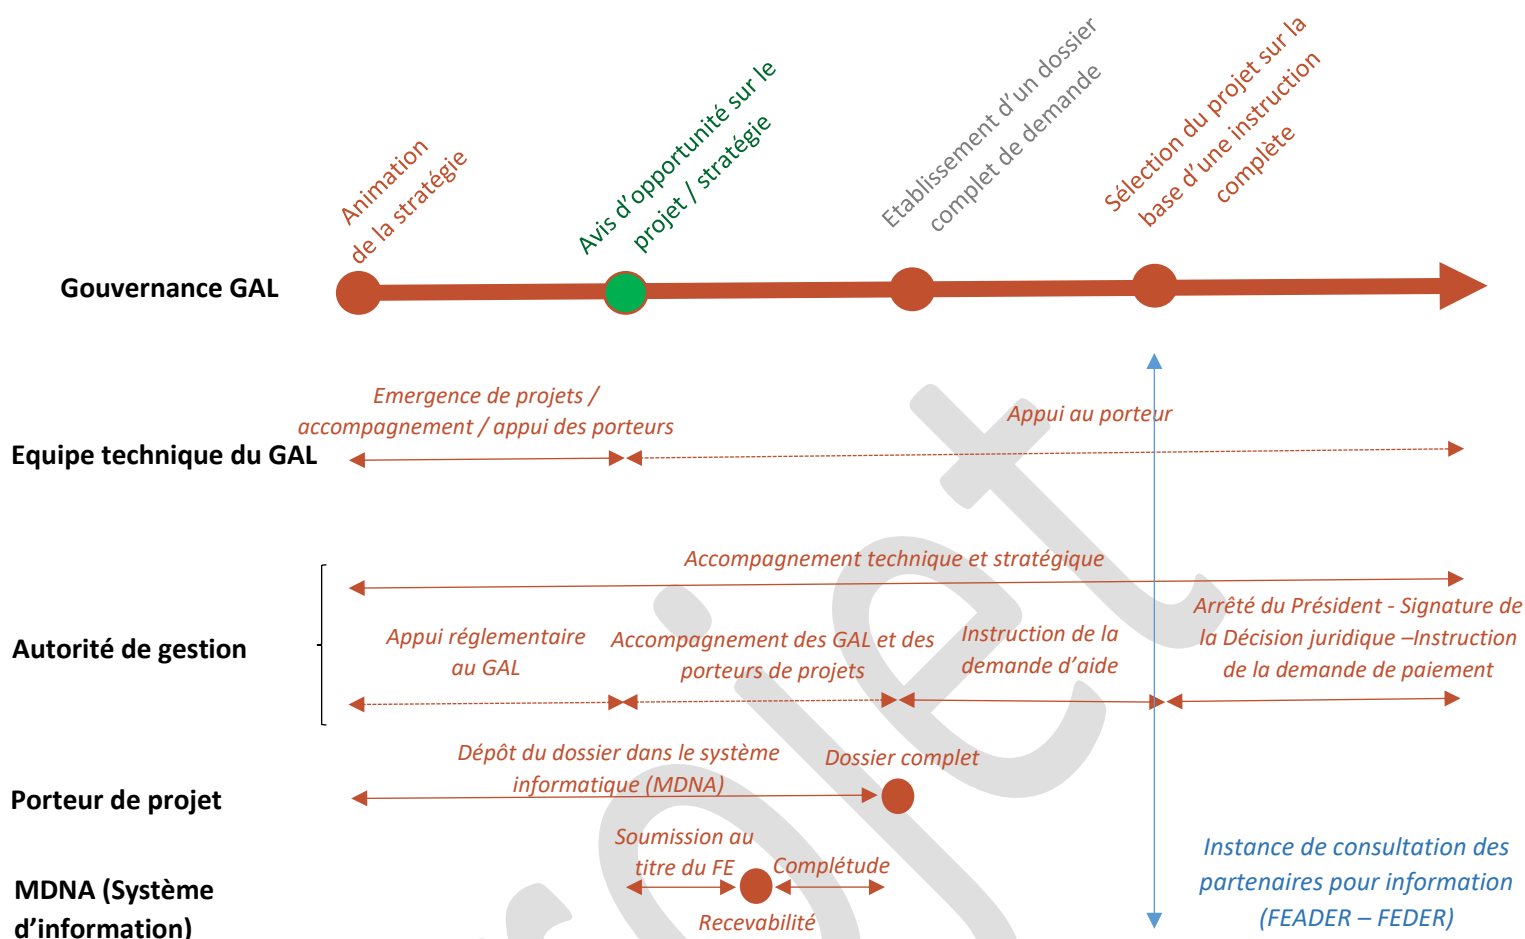 Animation
de la stratégie
Avis d'opportunité sur le
projet / stratégie
Etablissement d'un dossier
complet de demande
Sélection du projet sur la
base d'une instruction
complète
Gouvernance GAL
Emergence de projets /
accompagnement / appui des porteurs
Appui au porteur
Equipe technique du GAL
Accompagnement technique et stratégique
Autorité de gestion
Appui réglementaire
au GAL
Accompagnement des GAL et des
porteurs de projets
Instruction de la
demande d'aide
Arrêté du Président - Signature de
la Décision juridique –Instruction
de la demande de paiement
Porteur de projet
Dépôt du dossier dans le système
informatique (MDNA)
Dossier complet
MDNA (Système
d'information)
Soumission au
titre du FE
Complétude
Recevabilité
Instance de consultation des
partenaires pour information
(FEADER – FEDER)
ojet